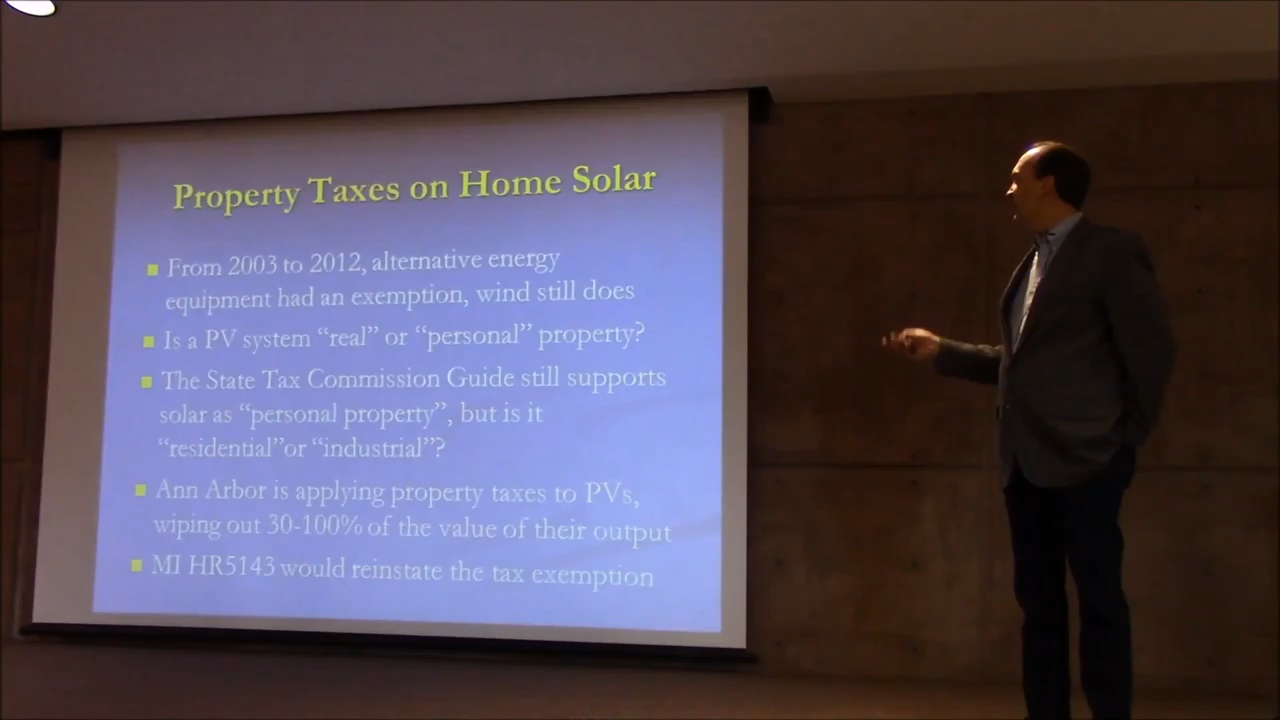 Property Taxes on Home Solar
From 2003 to 2012, alternative energy
equipment had an exemption, wind still does
Is a PV system “real” or “personal” property?
The State Tax Commission Guide still supports
solar as “personal property”, but is it
“residential”or “industrial”?
Ann Arbor is applying property taxes to PVs,
wiping out 30-100% of the value of their output
MI HR5143 would reinstate the tax exemption